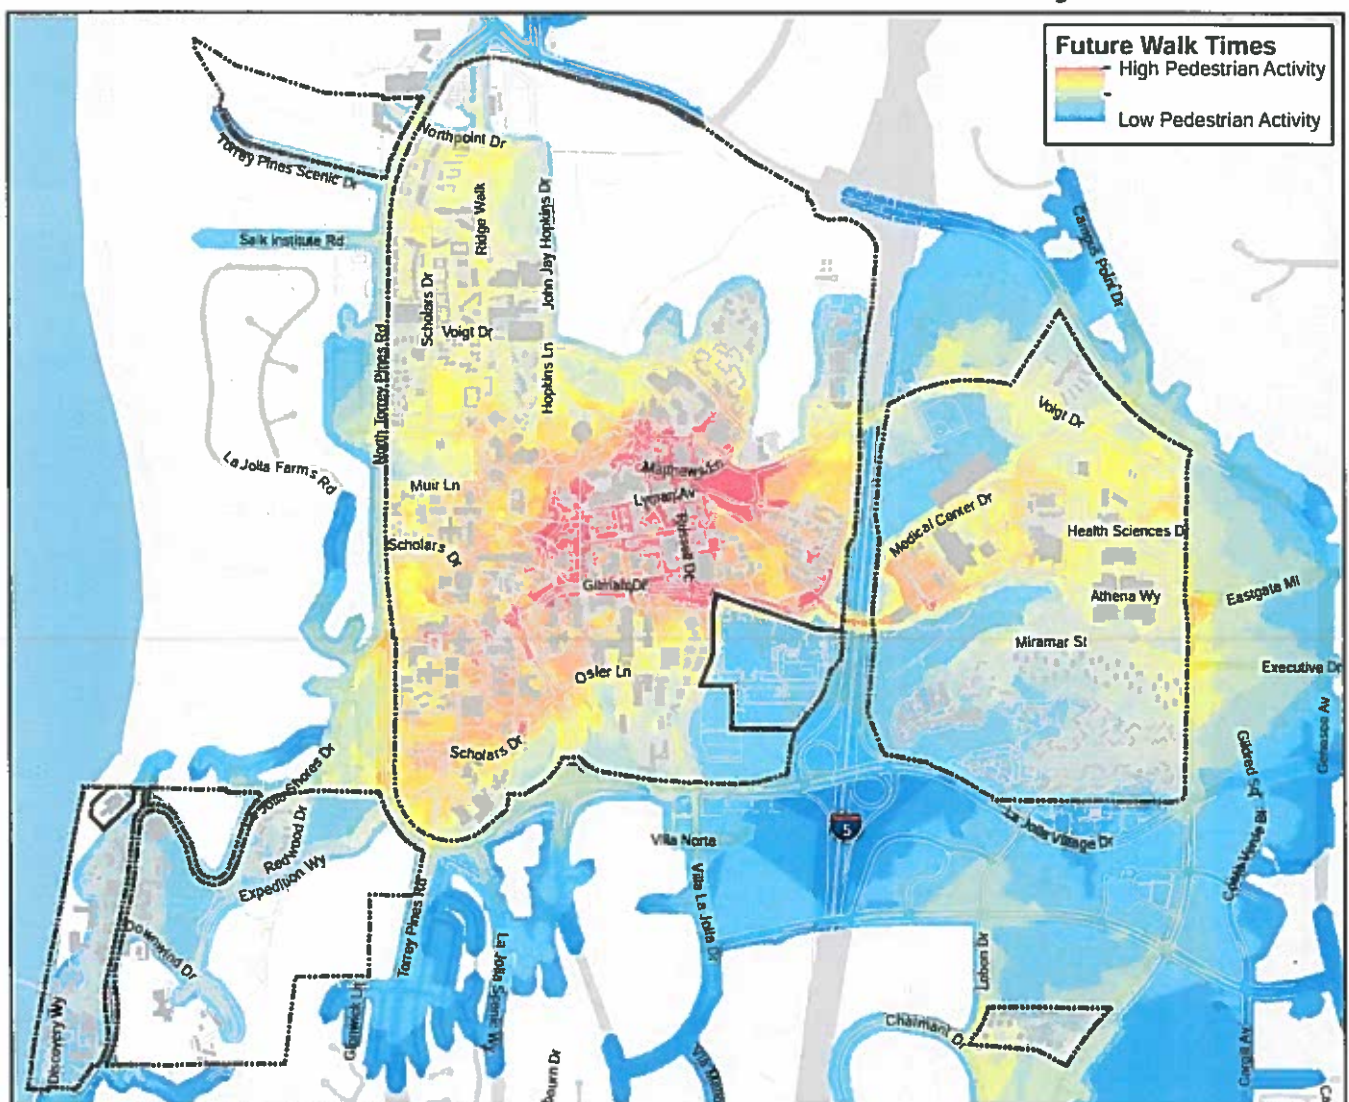 Future Walk Times
High Pedestrian Activity
Low Pedestrian Activity
Northpoint Dr
Torrey Pines Scenic Dr
Salk Institute Rd
Ridge Walk
John Jay Hopkins Dr
Campus Point Dr
Scholars Dr
Voigt Dr
North Torrey Pines Rd
Hopkins Ln
Voigt Dr
La Jolla Farms Rd
Muir Ln
Matthews Ln
Lyman Av
Medical Center Dr
Health Sciences D
Scholars Dr
Gilman Dr
Athena Wy
Eastgate Ml
Miramar St
Osler Ln
Executive Dr
Genesee Av
Scholars Dr
La Jolla Shores Dr
Redwood Dr
Expedition Wy
5
La Jolla Village Dr
Villa Norte
Villa La Jolla Dr
Torrey Pines Rd
La Jolla Scenic Wy
Downwind Dr
Discovery Wy
Lebon Dr
Charmant Dr
Cargill Av